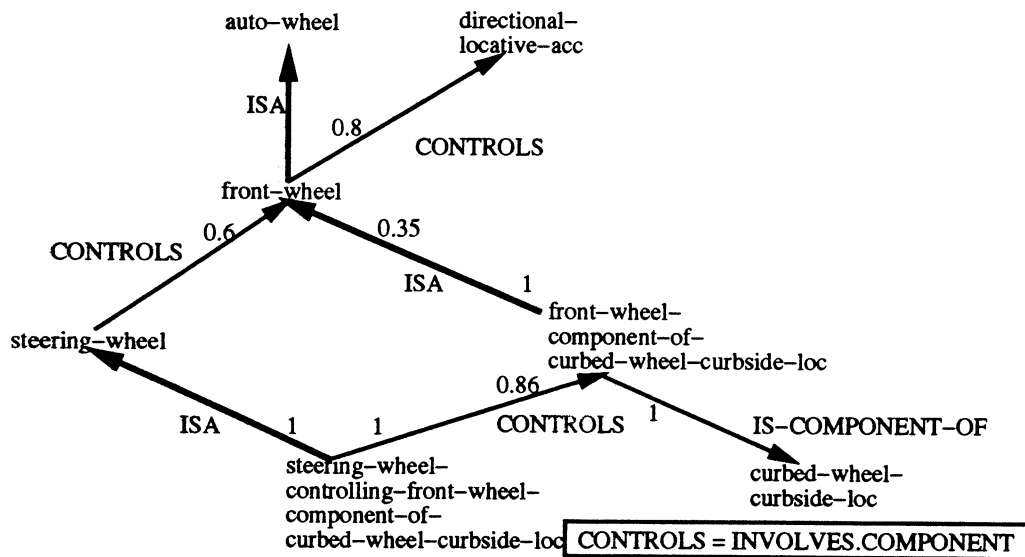 auto–wheel
directional–
locative–acc
ISA
0.8
CONTROLS
front–wheel
0.6
0.35
CONTROLS
ISA
1
front–wheel–
component–of–
curbed–wheel–curbside–loc
steering–wheel
0.86
ISA
1
1
CONTROLS
1
IS–COMPONENT–OF
steering–wheel–
controlling–front–wheel–
component–of–
curbed–wheel–curbside–loc
curbed–wheel–
curbside–loc
CONTROLS = INVOLVES.COMPONENT